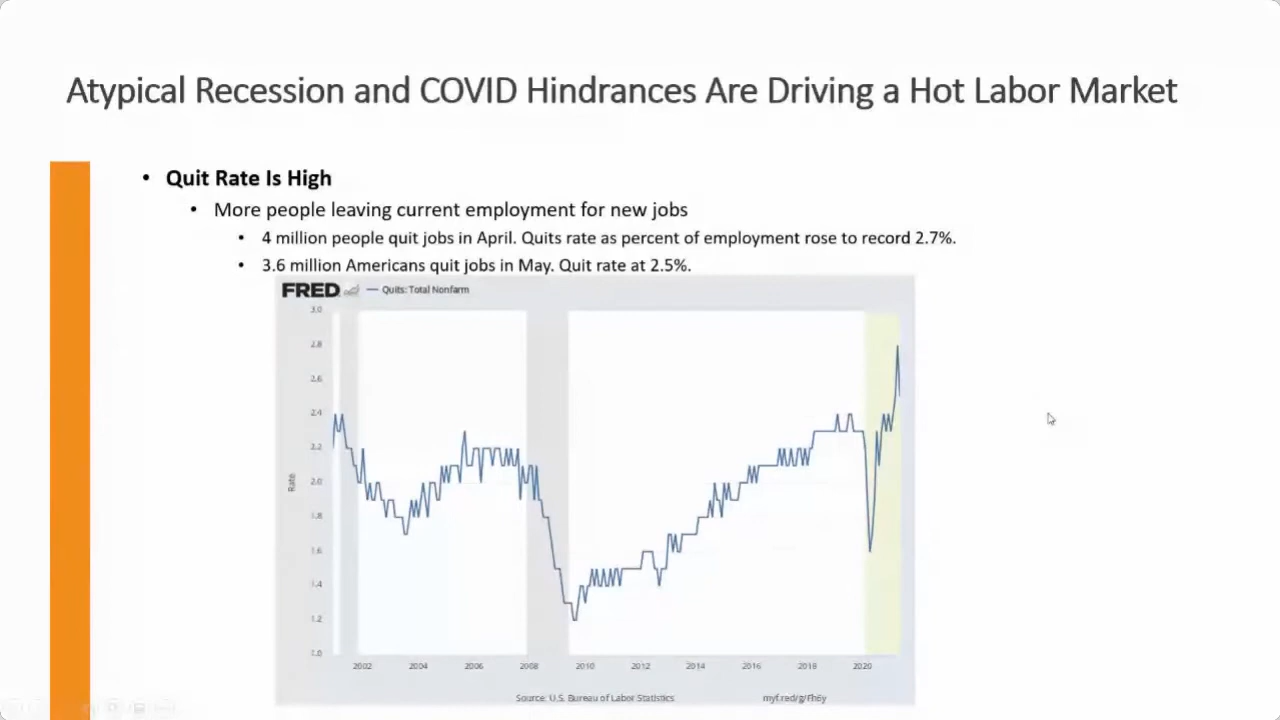 Atypical Recession and COVID Hindrances Are Driving a Hot Labor Market
• Quit Rate Is High
• More people leaving current employment for new jobs
• 4 million people quit jobs in April. Quits rate as percent of employment rose to record 2.7%.
• 3.6 million Americans quit jobs in May. Quit rate at 2.5%.
FRED — Quits: Total Nonfarm
3.0
2.8
2.6
2.4
2.2
2.0
1.8
1.6
1.4
1.2
1.0
Rate
2002 2004 2006 2008 2010 2012 2014 2016 2018 2020
Source: U.S. Bureau of Labor Statistics